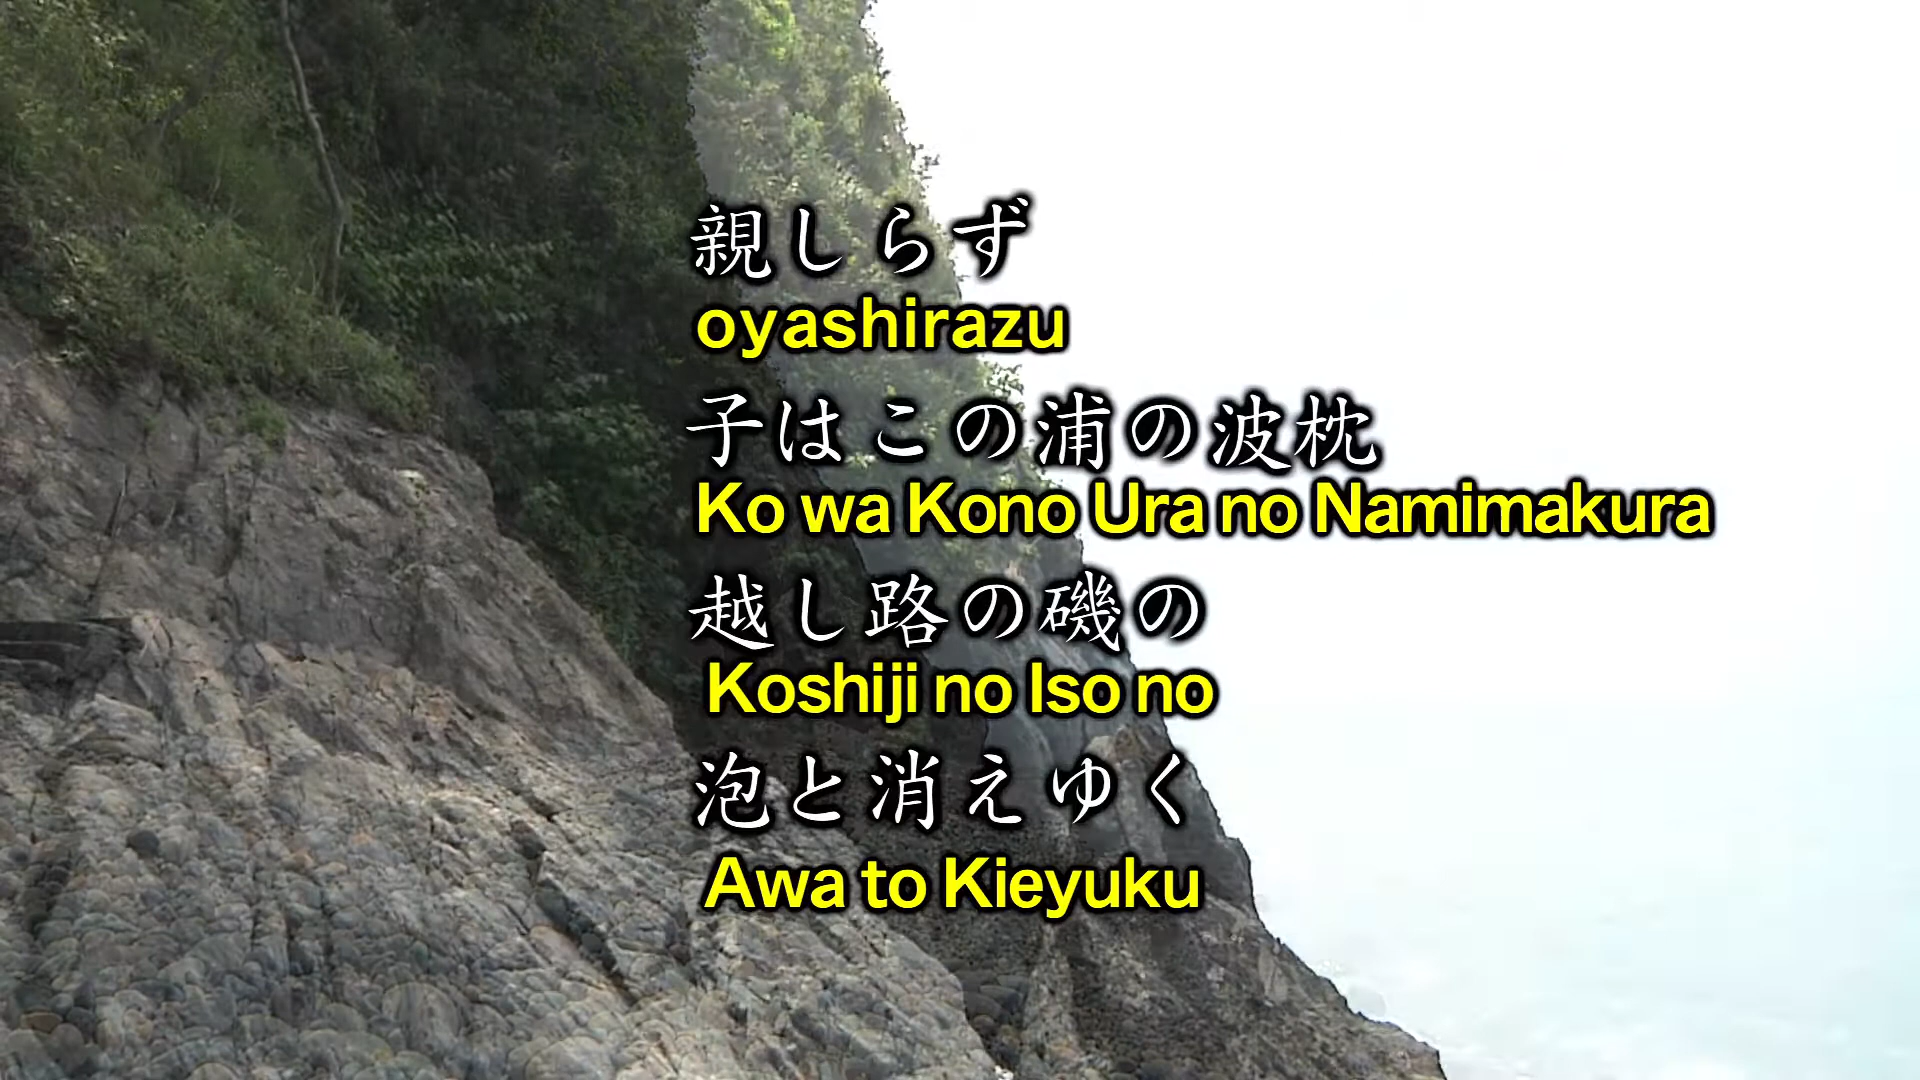 親しらず
oyashirazu
子はこの浦の波枕
Ko wa Kono Ura no Namimakura
越し路の磯の
Koshiji no Iso no
泡と消えゆく
Awa to Kieyuku